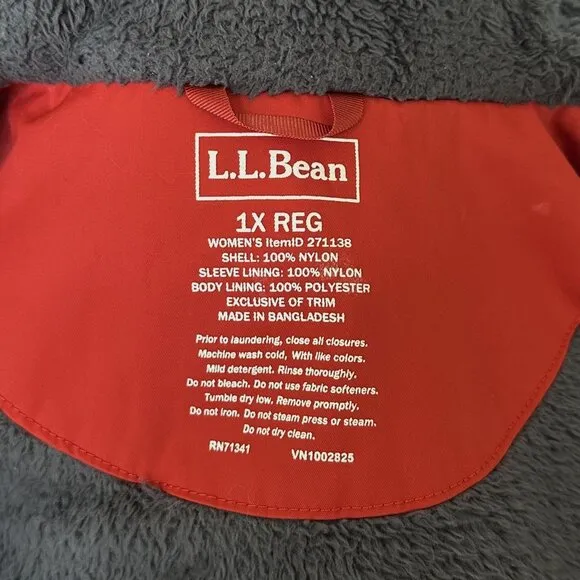 L.L.Bean
1X REG
WOMEN'S ItemID 271138
SHELL: 100% NYLON
SLEEVE LINING: 100% NYLON
BODY LINING: 100% POLYESTER
EXCLUSIVE OF TRIM
MADE IN BANGLADESH
Prior to laundering, close all closures.
Machine wash cold, With like colors.
Mild detergent. Rinse thoroughly.
Do not bleach. Do not use fabric softeners.
Tumble dry low. Remove promptly.
Do not iron. Do not steam press or steam.
Do not dry clean.
RN71341 VN1002825